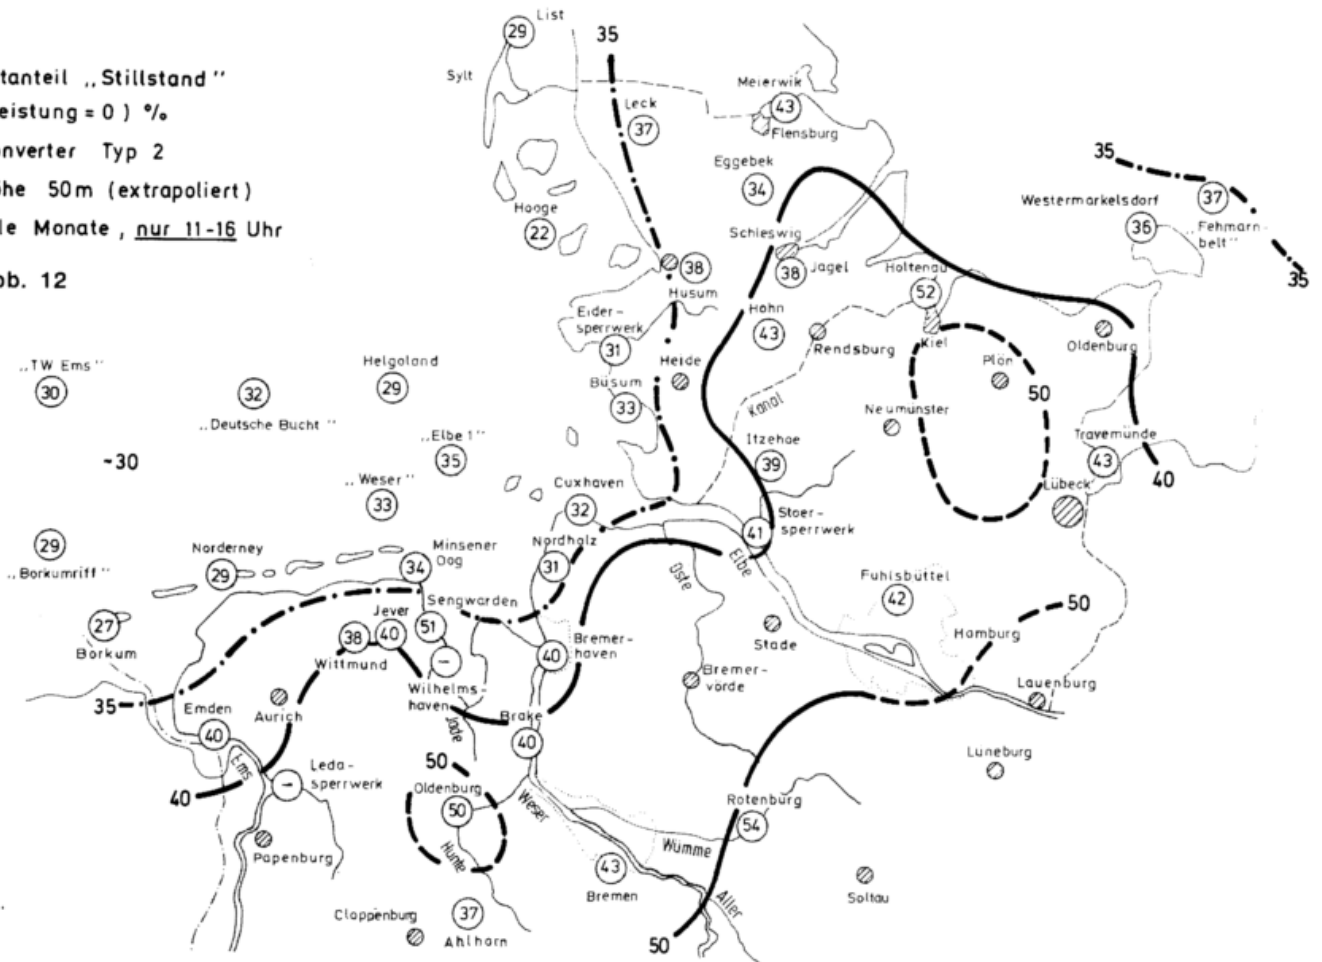 tanteil „Stillstand"
eistung = 0 ) %
nverter Typ 2
öhe 50 m (extrapoliert)
le Monate , nur 11-16 Uhr
bb. 12
List
29
Sylt
35
Leck
37
Meierwik
43
Flensburg
Eggebek
34
Hooge
22
Schleswig
38
Jagel
35
Westermarkelsdorf
36
37
„Fehmarn-
belt"
35
38
Husum
Holtenau
52
Kiel
Hohn
43
Rendsburg
Eider-
sperrwerk
31
Heide
Büsum
33
Plön
50
Oldenburg
Neumünster
Kanal
„TW Ems"
30
32
„Deutsche Bucht"
Helgoland
29
„Elbe 1"
35
~30
„Weser"
33
Itzehoe
39
Travemünde
43
40
Lübeck
Cuxhaven
32
Stoer-
sperrwerk
41
Elbe
Nordholz
31
29
„Borkumriff"
Norderney
29
Minsener
Oog
34
Oste
Fuhlsbüttel
42
50
Hamburg
Sengwarden
51
Jever
40
38
Wittmund
27
Borkum
Bremer-
haven
40
Stade
Wilhelms-
haven
–
Bremer-
vörde
Lauenburg
35
Emden
40
Aurich
Jade
Brake
40
Ems
40
Leda-
sperrwerk
–
50
Oldenburg
50
Weser
Luneburg
Rotenburg
54
Papenburg
Hunte
Wümme
43
Bremen
Soltau
Cloppenburg
37
Ahlhorn
Aller
50